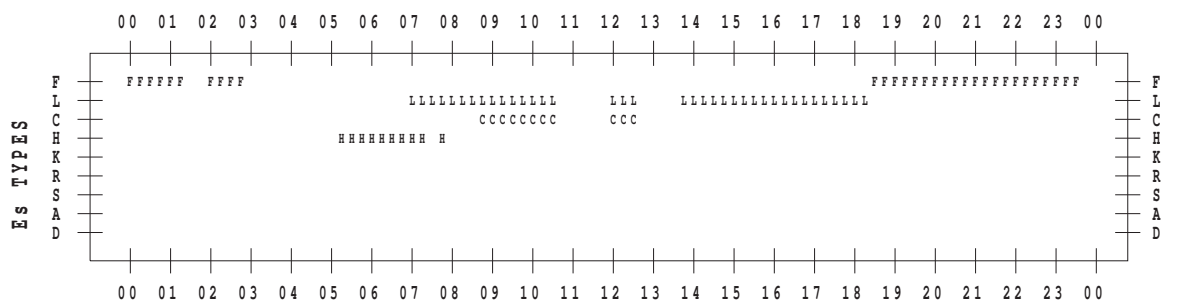 00 01 02 03 04 05 06 07 08 09 10 11 12 13 14 15 16 17 18 19 20 21 22 23 00
F FFFFFF FFFF FFFFFFFFFFFFFFFFFFFFF F
L LLLLLLLLLLLLLLL LLL LLLLLLLLLLLLLLLLLLL L
C CCCCCCCC CCC C
H HHHHHHHHH H H
K K
R R
S S
A A
D D
Es TYPES
00 01 02 03 04 05 06 07 08 09 10 11 12 13 14 15 16 17 18 19 20 21 22 23 00